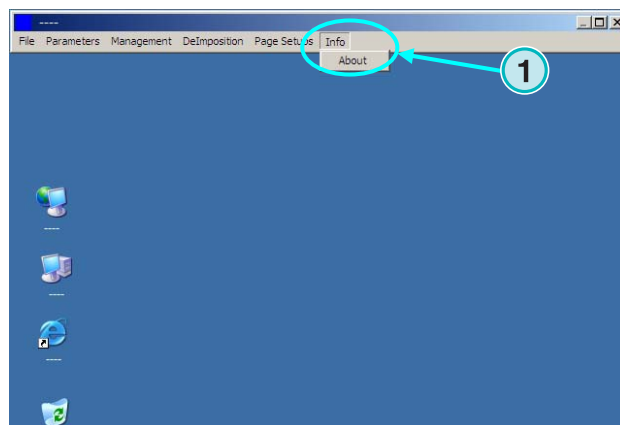 ----
File Parameters Management DeImposition Page Setups Info
About
1
----
----
----